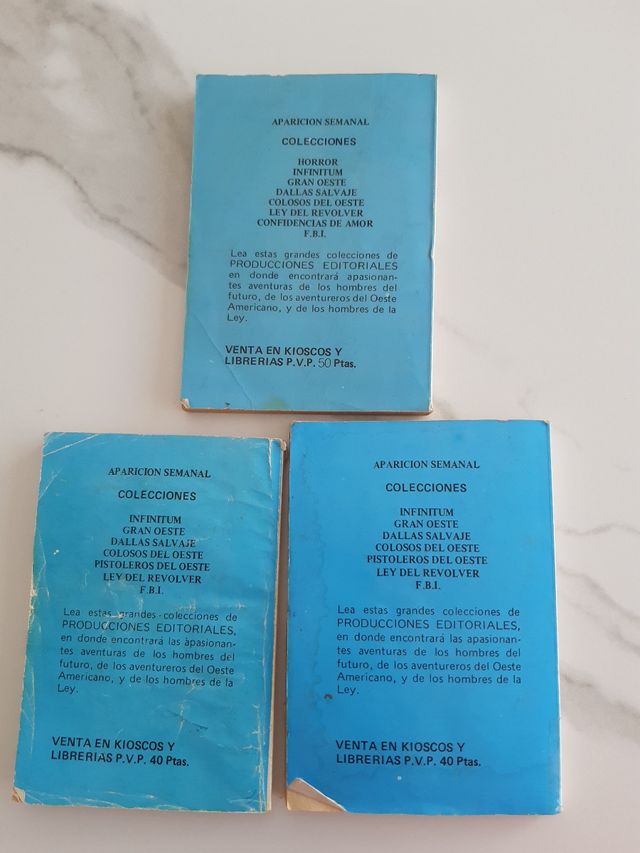 APARICION SEMANAL
COLECCIONES
HORROR
INFINITUM
GRAN OESTE
DALLAS SALVAJE
COLOSOS DEL OESTE
LEY DEL REVOLVER
CONFIDENCIAS DE AMOR
F.B.I.
Lea estas grandes colecciones de
PRODUCCIONES EDITORIALES
en donde encontrará apasionan-
tes aventuras de los hombres del
futuro, de los aventureros del Oeste
Americano, y de los hombres de la
Ley.
VENTA EN KIOSCOS Y
LIBRERIAS P.V.P. 50 Ptas.
APARICION SEMANAL
COLECCIONES
INFINITUM
GRAN OESTE
DALLAS SALVAJE
COLOSOS DEL OESTE
PISTOLEROS DEL OESTE
LEY DEL REVOLVER
F.B.I.
Lea estas grandes colecciones de
PRODUCCIONES EDITORIALES,
en donde encontrará las apasionan-
tes aventuras de los hombres del
futuro, de los aventureros del Oeste
Americano, y de los hombres de la
Ley.
VENTA EN KIOSCOS Y
LIBRERIAS P.V.P. 40 Ptas.
APARICION SEMANAL
COLECCIONES
INFINITUM
GRAN OESTE
DALLAS SALVAJE
COLOSOS DEL OESTE
PISTOLEROS DEL OESTE
LEY DEL REVOLVER
F.B.I.
Lea estas grandes colecciones de
PRODUCCIONES EDITORIALES,
en donde encontrará las apasionan-
tes aventuras de los hombres del
futuro, de los aventureros del Oeste
Americano, y de los hombres de la
Ley.
VENTA EN KIOSCOS Y
LIBRERIAS P.V.P. 40 Ptas.